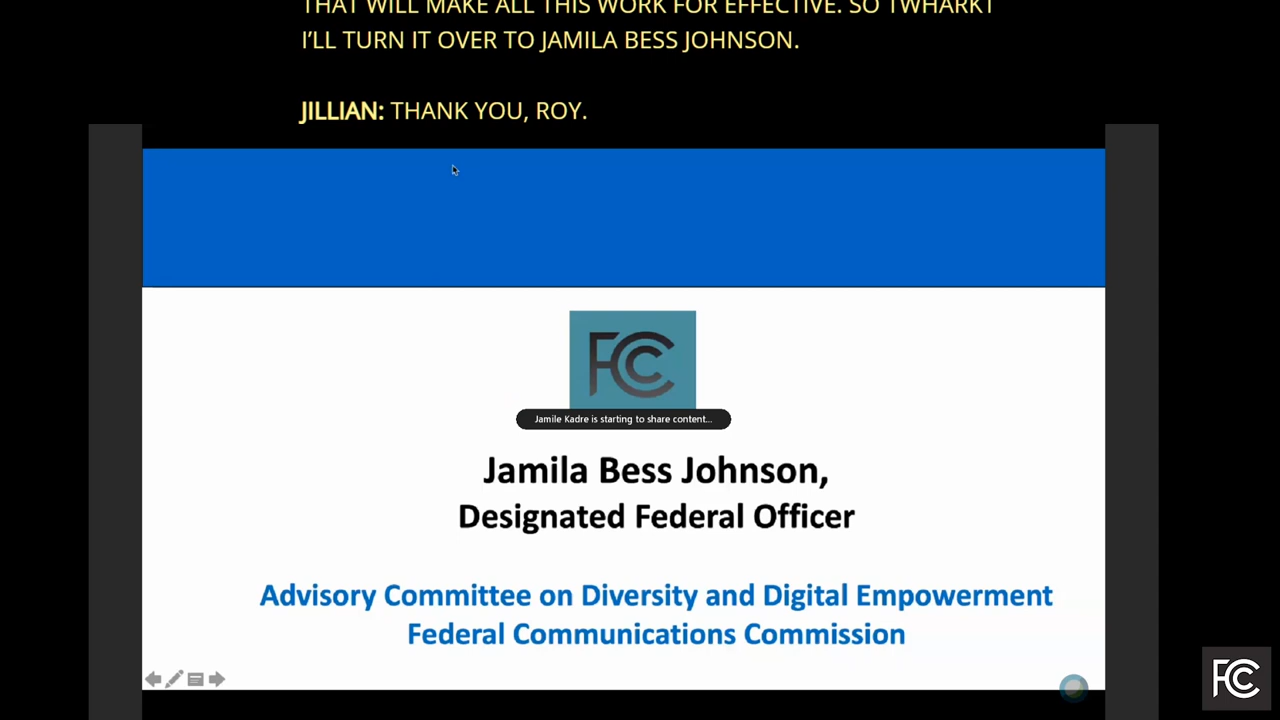 THAT WILL MAKE ALL THIS WORK FOR EFFECTIVE. SO TWHARKT
I'LL TURN IT OVER TO JAMILA BESS JOHNSON.
JILLIAN: THANK YOU, ROY.
FCC
Jamile Kadre is starting to share content...
Jamila Bess Johnson,
Designated Federal Officer
Advisory Committee on Diversity and Digital Empowerment
Federal Communications Commission
FCC